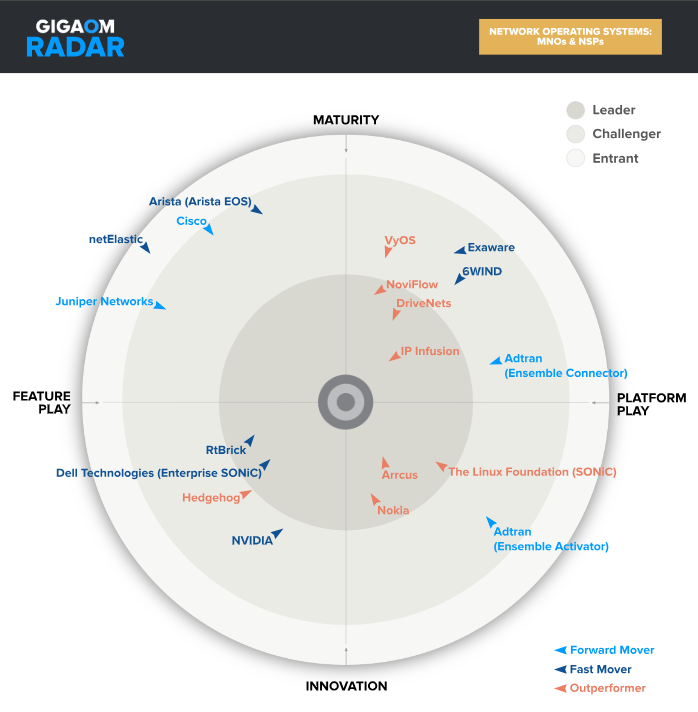 GIGAOM
RADAR
NETWORK OPERATING SYSTEMS:
MNOs & NSPs
Leader
Challenger
Entrant
MATURITY
Arista (Arista EOS)
Cisco
netElastic
VyOS
Exaware
6WIND
NoviFlow
DriveNets
Juniper Networks
IP Infusion
Adtran
(Ensemble Connector)
FEATURE
PLAY
PLATFORM
PLAY
RtBrick
Dell Technologies (Enterprise SONiC)
Hedgehog
NVIDIA
Arrcus
The Linux Foundation (SONiC)
Nokia
Adtran
(Ensemble Activator)
Forward Mover
Fast Mover
Outperformer
INNOVATION